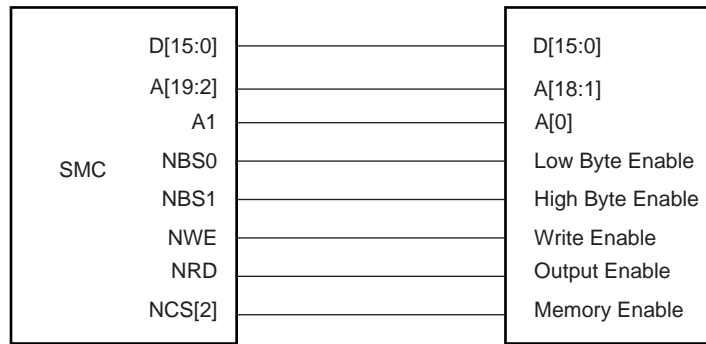 D[15:0] D[15:0]
A[19:2] A[18:1]
A1 A[0]
NBS0 Low Byte Enable
SMC
NBS1 High Byte Enable
NWE Write Enable
NRD Output Enable
NCS[2] Memory Enable